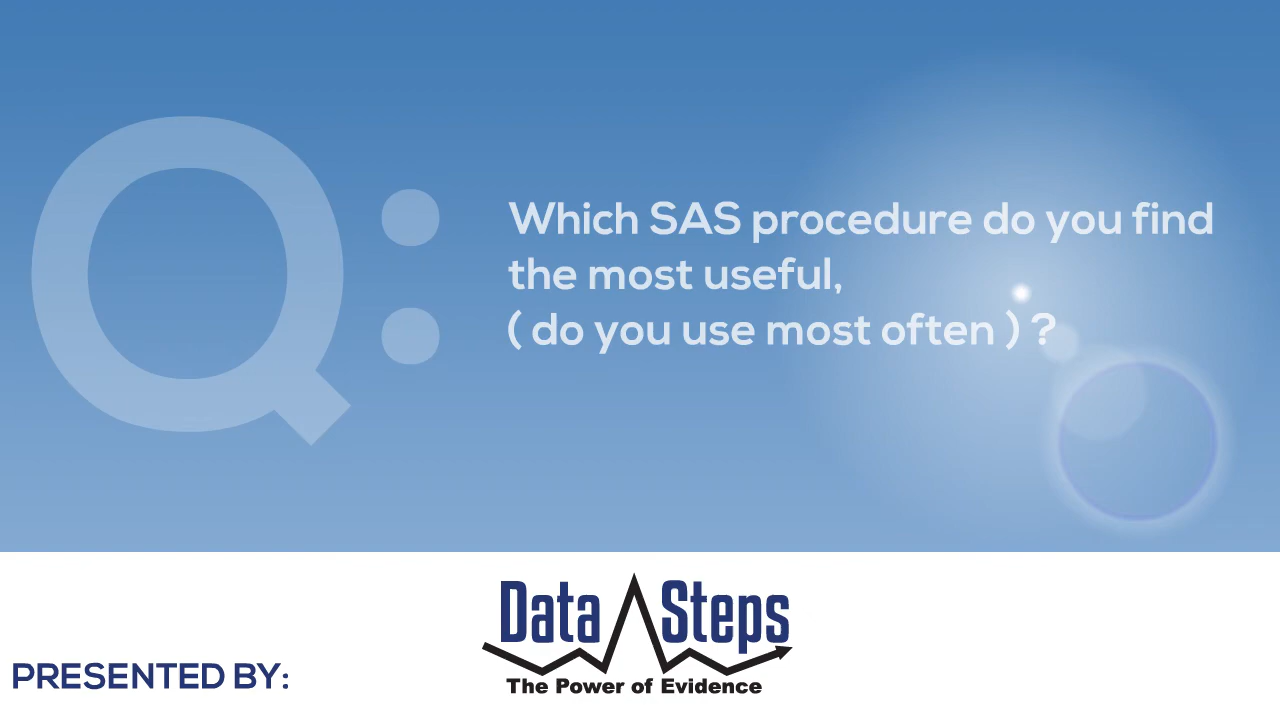 Q:
Which SAS procedure do you find
the most useful,
( do you use most often ) ?
PRESENTED BY:
Data Steps
The Power of Evidence